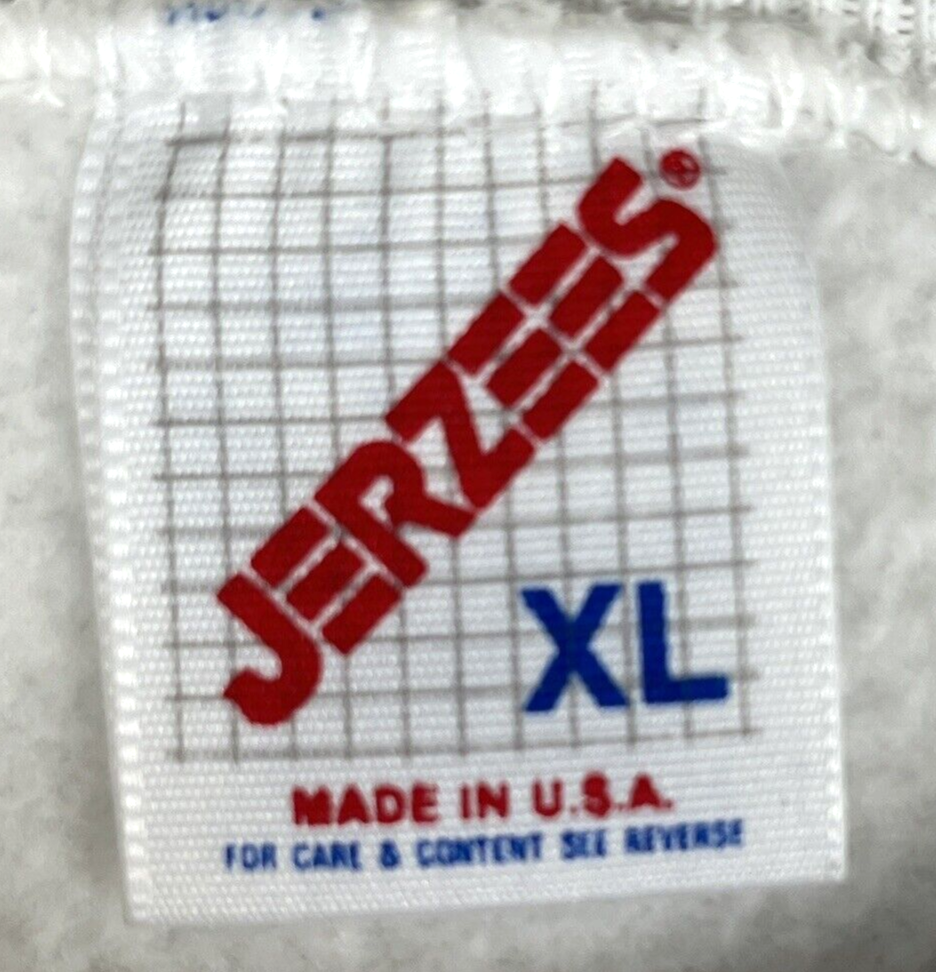 JERZEES®
XL
MADE IN U.S.A.
FOR CARE & CONTENT SEE REVERSE